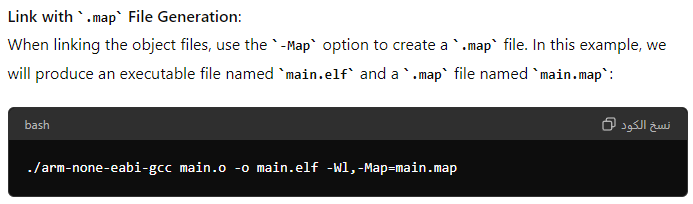 Link with `.map` File Generation:
When linking the object files, use the `-Map` option to create a `.map` file. In this example, we
will produce an executable file named `main.elf` and a `.map` file named `main.map`:
bash
نسخ الكود
./arm-none-eabi-gcc main.o -o main.elf -Wl,-Map=main.map